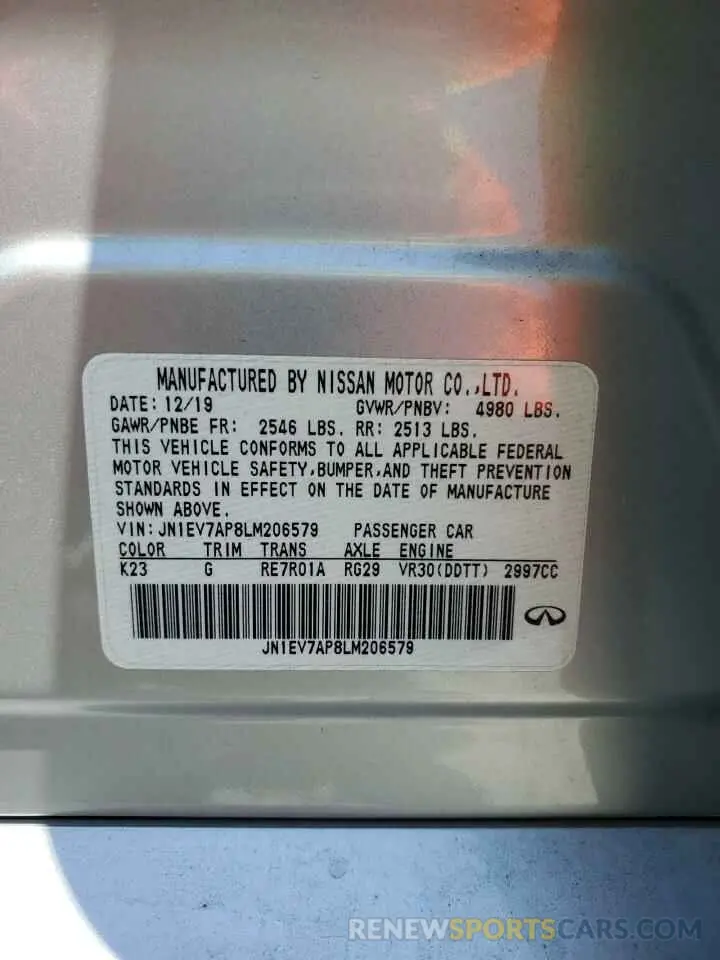 MANUFACTURED BY NISSAN MOTOR CO.,LTD.
DATE: 12/19 GVWR/PNBV: 4980 LBS.
GAWR/PNBE FR: 2546 LBS. RR: 2513 LBS.
THIS VEHICLE CONFORMS TO ALL APPLICABLE FEDERAL
MOTOR VEHICLE SAFETY,BUMPER,AND THEFT PREVENTION
STANDARDS IN EFFECT ON THE DATE OF MANUFACTURE
SHOWN ABOVE.
VIN: JN1EV7AP8LM206579 PASSENGER CAR
COLOR TRIM TRANS AXLE ENGINE
K23 G RE7R01A RG29 VR30(DDTT) 2997CC
JN1EV7AP8LM206579
RENEWSPORTSCARS.COM